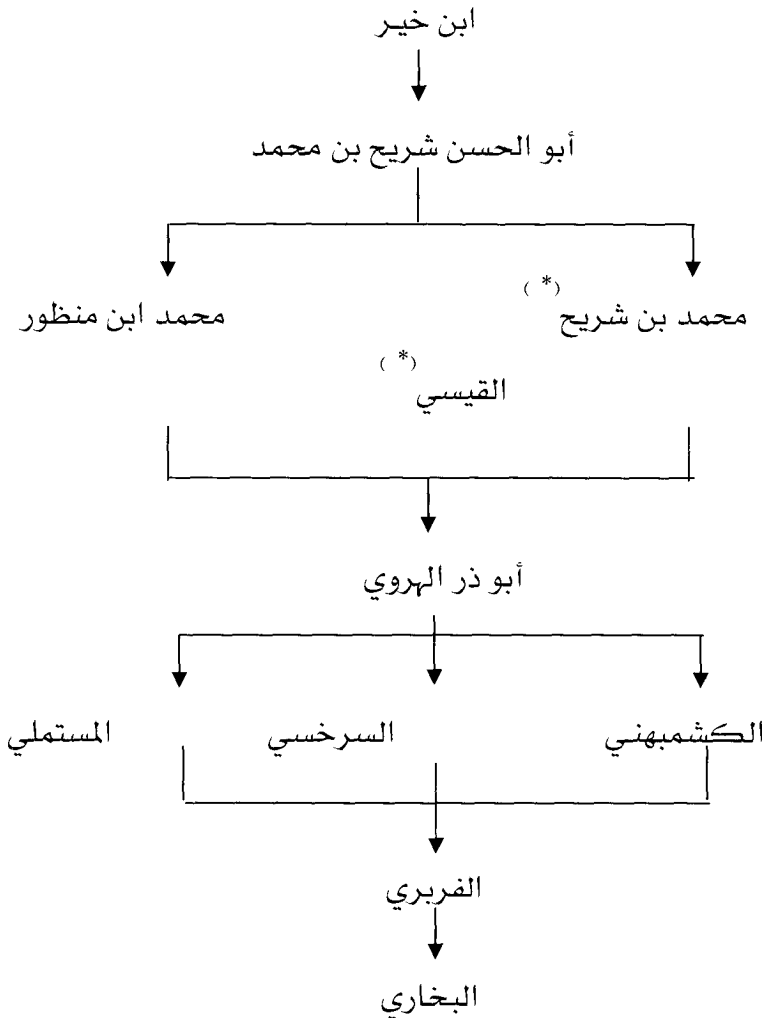 ابن خير
أبو الحسن شريح بن محمد
محمد بن شريح (*) محمد ابن منظور
القيسي (*)
أبو ذر الهروي
الكشمبهني السرخسي المستملي
الفربري
البخاري